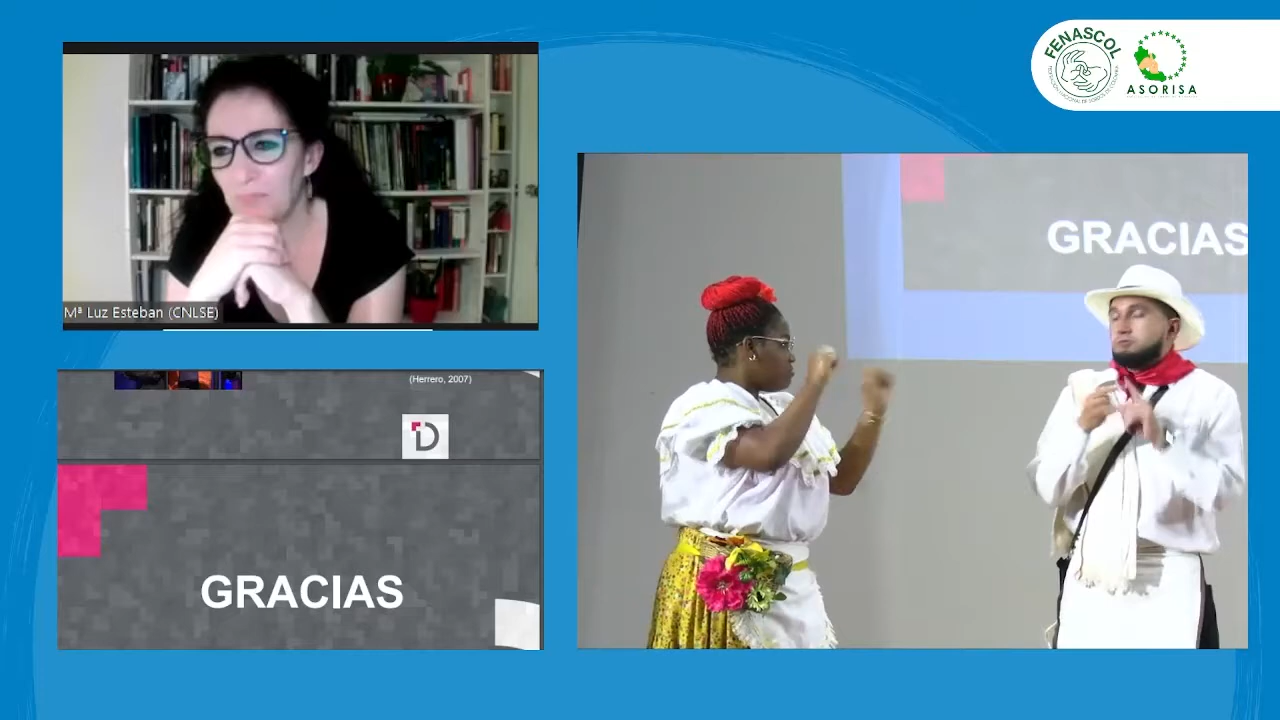 FENASCOL
ASORISA
Mª Luz Esteban (CNLSE)
(Herrero, 2007)
D
GRACIAS
GRACIAS